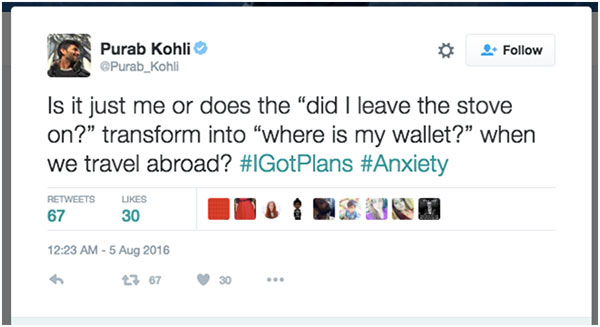 Purab Kohli
@Purab_Kohli
Follow
Is it just me or does the “did I leave the stove
on?” transform into “where is my wallet?” when
we travel abroad? #IGotPlans #Anxiety
RETWEETS LIKES
67 30
12:23 AM - 5 Aug 2016
67 30